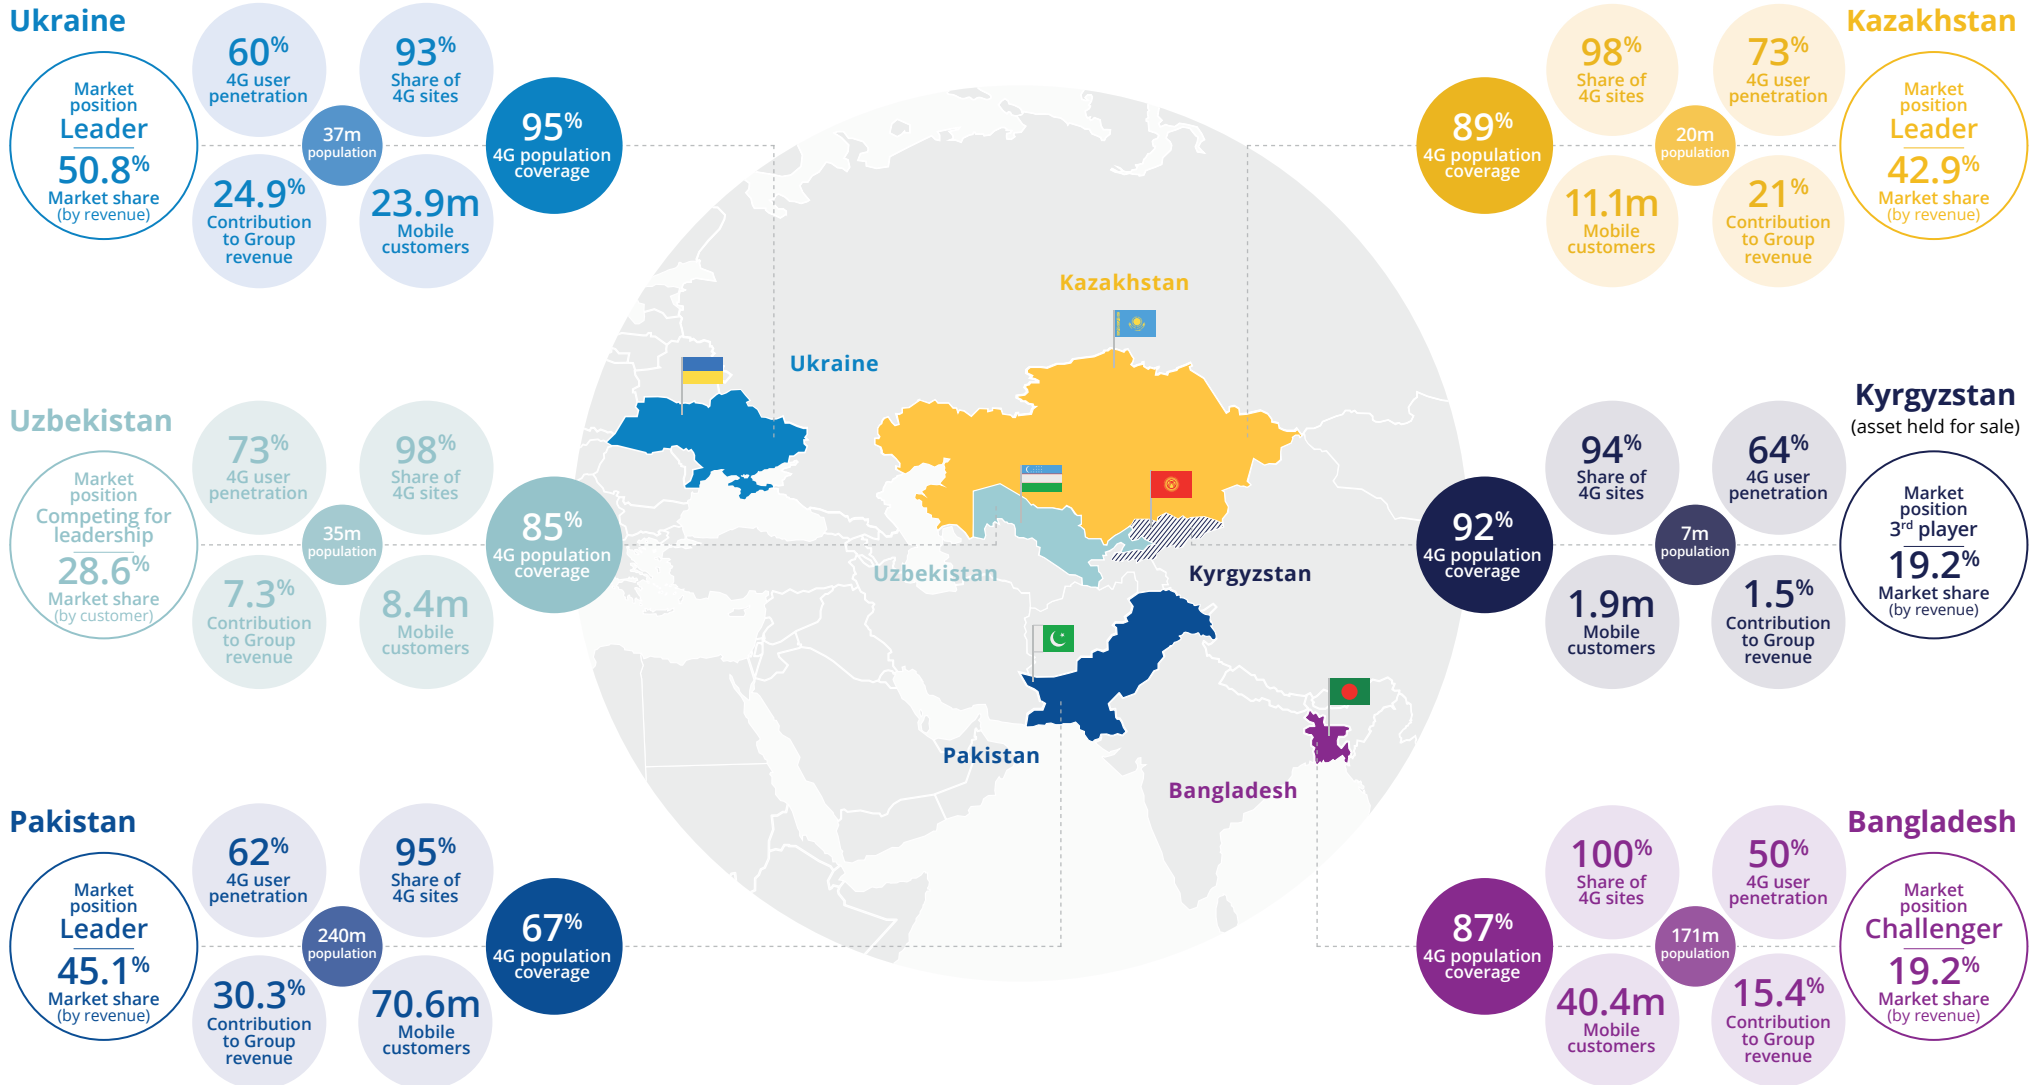 Ukraine
Market
position
Leader
50.8%
Market share
(by revenue)
60%
4G user
penetration
93%
Share of
4G sites
37m
population
24.9%
Contribution
to Group
revenue
23.9m
Mobile
customers
95%
4G population
coverage
Kazakhstan
98%
Share of
4G sites
73%
4G user
penetration
89%
4G population
coverage
20m
population
11.1m
Mobile
customers
21%
Contribution
to Group
revenue
Market
position
Leader
42.9%
Market share
(by revenue)
Kazakhstan
Ukraine
Uzbekistan
Kyrgyzstan
Pakistan
Bangladesh
Uzbekistan
Market
position
Competing for
leadership
28.6%
Market share
(by customer)
73%
4G user
penetration
98%
Share of
4G sites
35m
population
7.3%
Contribution
to Group
revenue
8.4m
Mobile
customers
85%
4G population
coverage
Kyrgyzstan
(asset held for sale)
94%
Share of
4G sites
64%
4G user
penetration
92%
4G population
coverage
7m
population
1.9m
Mobile
customers
1.5%
Contribution
to Group
revenue
Market
position
3rd player
19.2%
Market share
(by revenue)
Pakistan
Market
position
Leader
45.1%
Market share
(by revenue)
62%
4G user
penetration
95%
Share of
4G sites
240m
population
30.3%
Contribution
to Group
revenue
70.6m
Mobile
customers
67%
4G population
coverage
Bangladesh
100%
Share of
4G sites
50%
4G user
penetration
87%
4G population
coverage
171m
population
40.4m
Mobile
customers
15.4%
Contribution
to Group
revenue
Market
position
Challenger
19.2%
Market share
(by revenue)